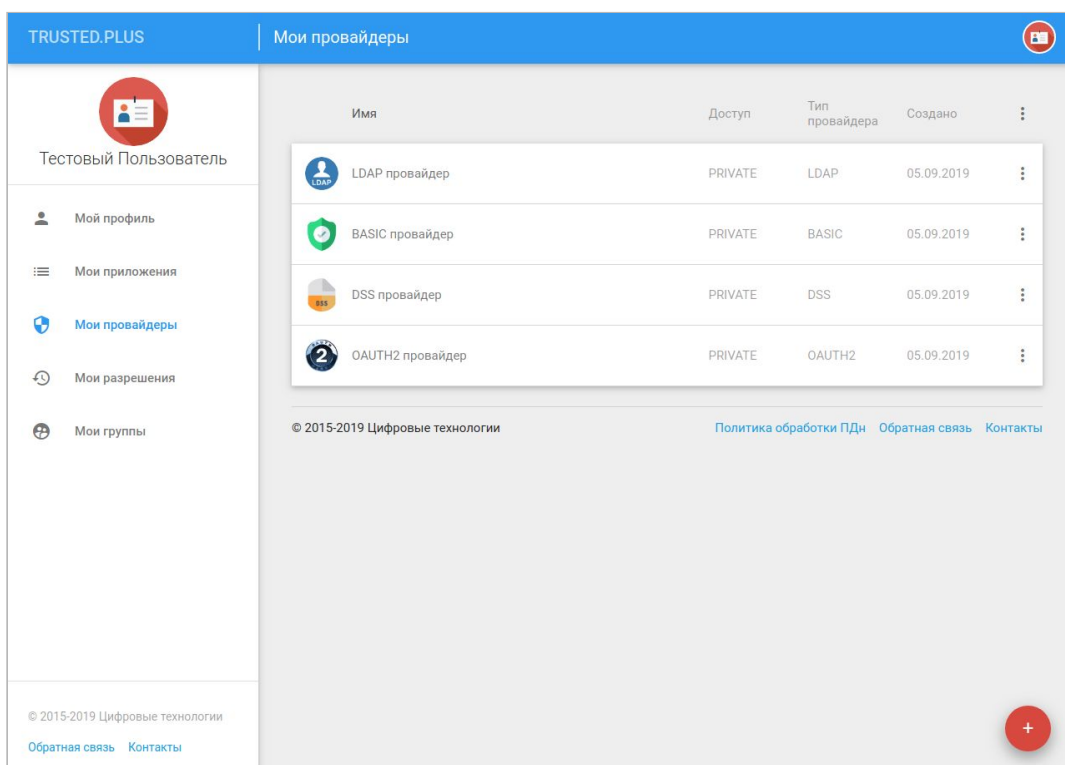 TRUSTED.PLUS
Мои провайдеры
Тестовый Пользователь
Мой профиль
Мои приложения
Мои провайдеры
Мои разрешения
Мои группы
© 2015-2019 Цифровые технологии
Обратная связь Контакты
Имя Доступ Тип провайдера Создано
LDAP LDAP провайдер PRIVATE LDAP 05.09.2019
BASIC провайдер PRIVATE BASIC 05.09.2019
DSS DSS провайдер PRIVATE DSS 05.09.2019
2 OAUTH2 провайдер PRIVATE OAUTH2 05.09.2019
© 2015-2019 Цифровые технологии Политика обработки ПДн Обратная связь Контакты
+